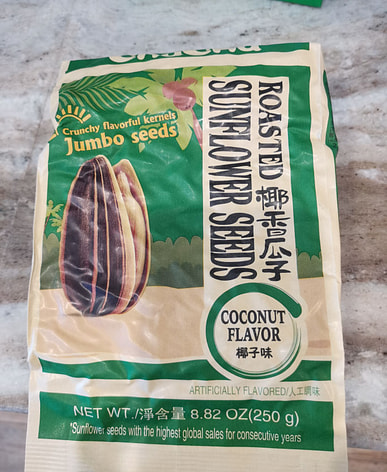 Crunchy flavorful kernels
Jumbo seeds
ROASTED
SUNFLOWER SEEDS
椰香瓜子
COCONUT
FLAVOR
椰子味
ARTIFICIALLY FLAVORED/人工調味
NET WT./淨含量 8.82 OZ(250 g)
*Sunflower seeds with the highest global sales for consecutive years